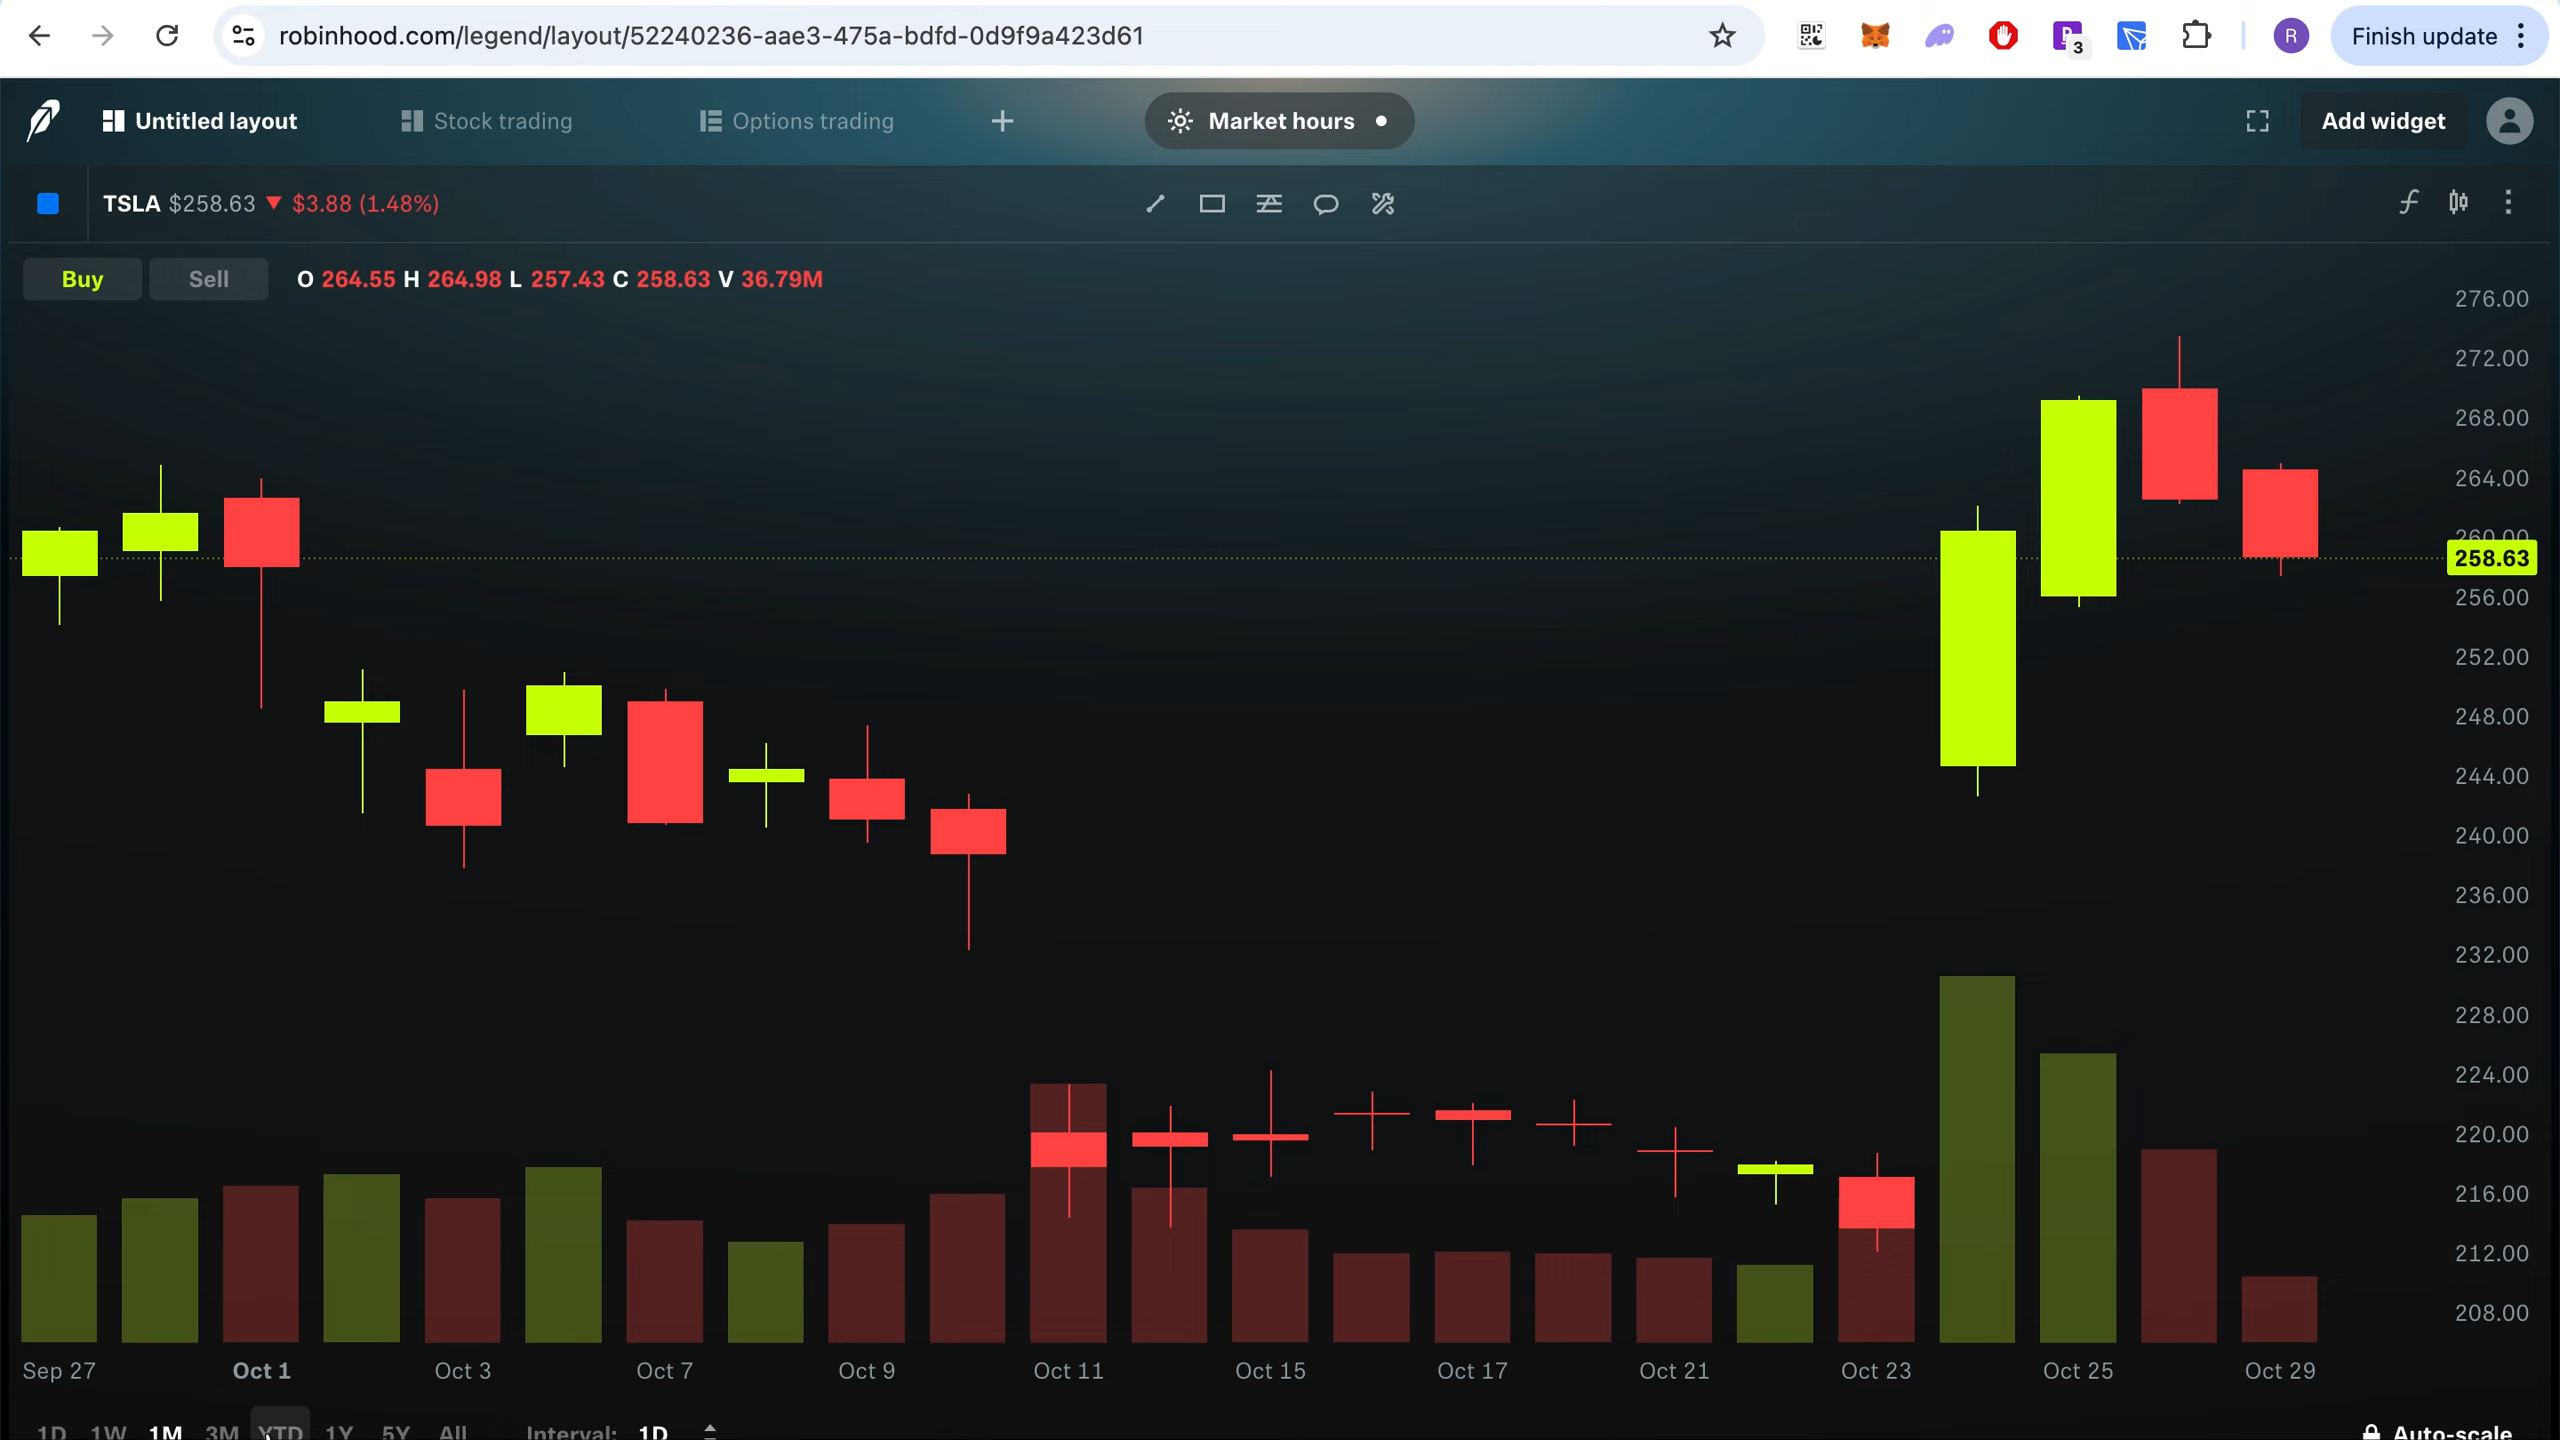 robinhood.com/legend/layout/52240236-aae3-475a-bdfd-0d9f9a423d61
3
R
Finish update
Untitled layout
Stock trading
Options trading
Market hours
Add widget
TSLA $258.63 ▼ $3.88 (1.48%)
Buy
Sell
O 264.55 H 264.98 L 257.43 C 258.63 V 36.79M
276.00
272.00
268.00
264.00
260.00
258.63
256.00
252.00
248.00
244.00
240.00
236.00
232.00
228.00
224.00
220.00
216.00
212.00
208.00
Sep 27 Oct 1 Oct 3 Oct 7 Oct 9 Oct 11 Oct 15 Oct 17 Oct 21 Oct 23 Oct 25 Oct 29
1D 1W 1M 3M YTD 1Y 5Y All Interval: 1D Auto-scale